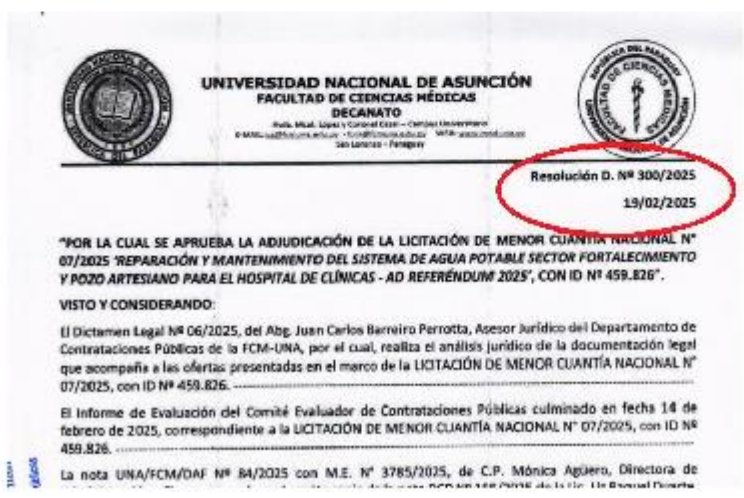 UNIVERSIDAD NACIONAL DE ASUNCIÓN
FACULTAD DE CIENCIAS MÉDICAS
DECANATO
San Lorenzo - Paraguay
Resolución D. Nº 300/2025
19/02/2025
"POR LA CUAL SE APRUEBA LA ADJUDICACIÓN DE LA LICITACIÓN DE MENOR CUANTÍA NACIONAL N°
07/2025 'REPARACIÓN Y MANTENIMIENTO DEL SISTEMA DE AGUA POTABLE SECTOR FORTALECIMIENTO
Y POZO ARTESIANO PARA EL HOSPITAL DE CLÍNICAS - AD REFERÉNDUM 2025', CON ID Nº 459.826".
VISTO Y CONSIDERANDO:
El Dictamen Legal Nº 06/2025, del Abg. Juan Carlos Barreiro Perrotta, Asesor Jurídico del Departamento de
Contrataciones Públicas de la FCM-UNA, por el cual, realiza el análisis jurídico de la documentación legal
que acompaña a las ofertas presentadas en el marco de la LICITACIÓN DE MENOR CUANTÍA NACIONAL N°
07/2025, con ID Nº 459.826.
El Informe de Evaluación del Comité Evaluador de Contrataciones Públicas culminado en fecha 14 de
febrero de 2025, correspondiente a la LICITACIÓN DE MENOR CUANTÍA NACIONAL N° 07/2025, con ID Nº
459.826.
La nota UNA/FCM/DAF Nº 84/2025 con M.E. N° 3785/2025, de C.P. Mónica Agüero, Directora de